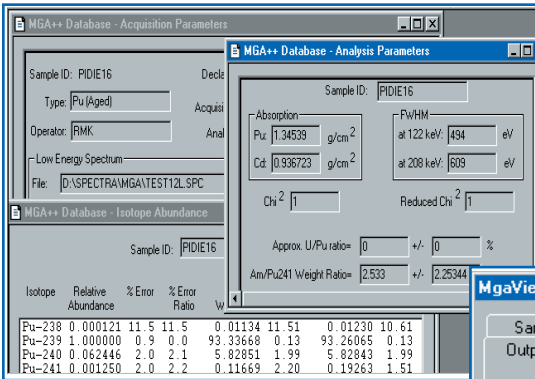 MGA++ Database - Acquisition Parameters
Sample ID: PIDIE16
Type: Pu (Aged)
Operator: RMK
Low Energy Spectrum
File: D:\SPECTRA\MGA\TEST12L.SPC
MGA++ Database - Analysis Parameters
Sample ID: PIDIE16
Absorption
FWHM
Pu: 1.34539 g/cm2
at 122 keV: 494 eV
Cd: 0.936723 g/cm2
at 208 keV: 609 eV
Chi 2 1
Reduced Chi 2 1
Approx. U/Pu ratio= 0 +/- 0 %
Am/Pu241 Weight Ratio= 2.533 +/- 2.25344
MGA++ Database - Isotope Abundance
Sample ID: PIDIE16
Isotope Relative Abundance % Error % Error Ratio
Pu-238 0.000121 11.5 11.5 0.01134 11.51 0.01230 10.61
Pu-239 1.000000 0.9 0.0 93.33668 0.13 93.26065 0.13
Pu-240 0.062446 2.0 2.1 5.82851 1.99 5.82843 1.99
Pu-241 0.001250 2.0 2.2 0.11669 2.20 0.19263 1.51
MgaVie
Sa
Outp